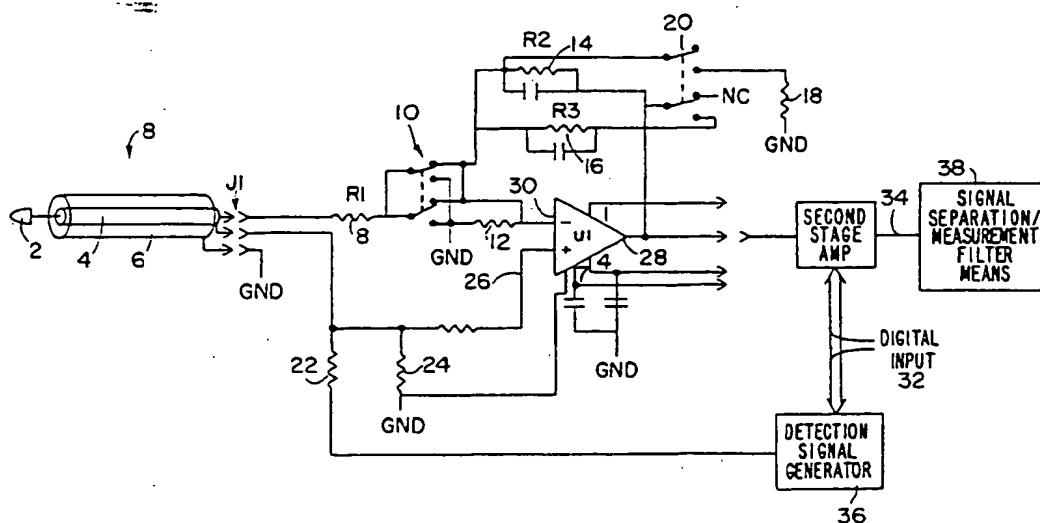 20
R2
14
NC
18
8
10
R3
GND
16
38
J1
R1
30
1
34
SIGNAL
SEPARATION/
MEASUREMENT
FILTER
MEANS
SECOND
STAGE
AMP
2
4
6
8
U1
GND
12
28
GND
26
4
DIGITAL
INPUT
32
22
24
GND
GND
DETECTION
SIGNAL
GENERATOR
36